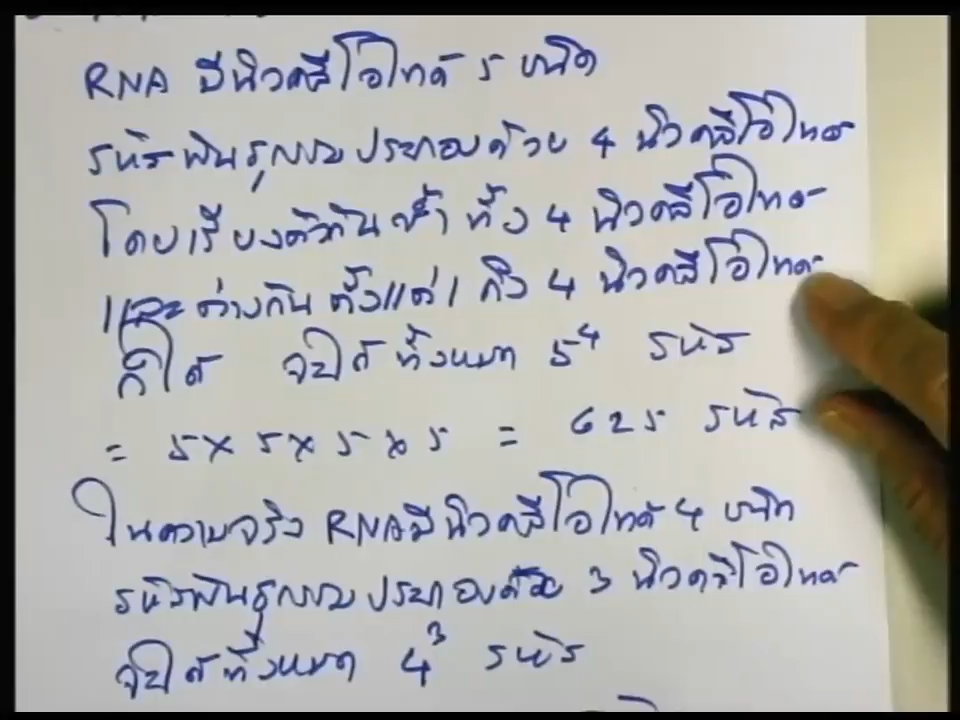 RNA มีนิวคลีโอไทด์ 5 ชนิด
รหัสพันธุกรรมประกอบด้วย 4 นิวคลีโอไทด์
โดยเรียงตัวกันซ้ำ ทั้ง 4 นิวคลีโอไทด์
และต่างกัน ตั้งแต่ 1 ถึง 4 นิวคลีโอไทด์
ก็ได้ จะได้ทั้งหมด 5⁴ รหัส
= 5x 5x 5x 5 = 625 รหัส
ในความจริง RNA มีนิวคลีโอไทด์ 4 ชนิด
รหัสพันธุกรรมประกอบด้วย 3 นิวคลีโอไทด์
จะได้ทั้งหมด 4³ รหัส